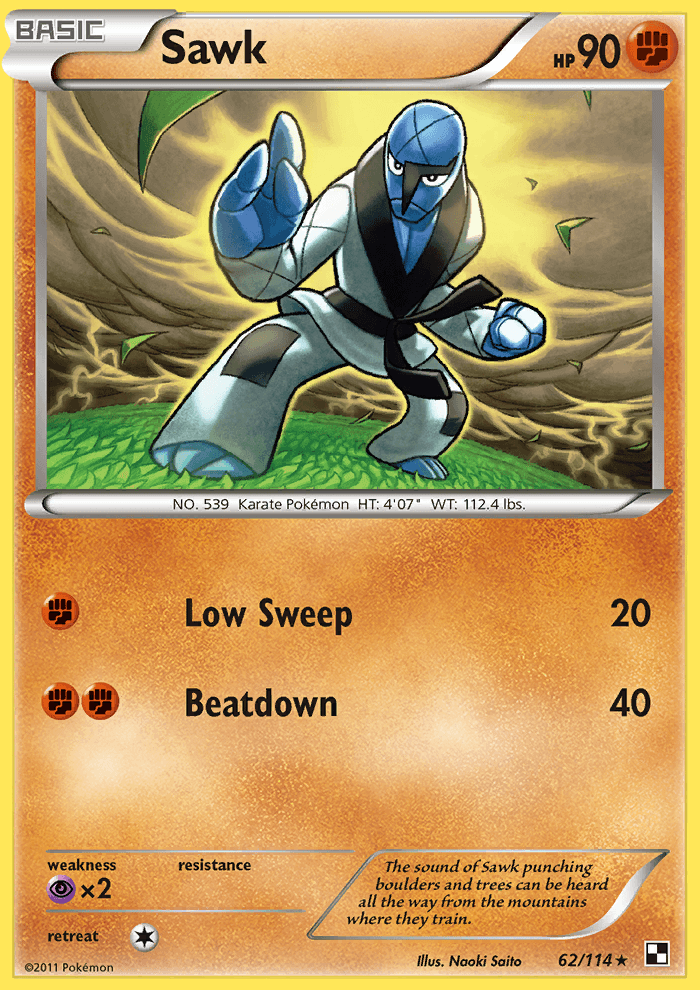 BASIC
Sawk
HP 90
NO. 539 Karate Pokémon HT: 4'07" WT: 112.4 lbs.
Low Sweep 20
Beatdown 40
weakness resistance
×2
retreat
The sound of Sawk punching
boulders and trees can be heard
all the way from the mountains
where they train.
Illus. Naoki Saito 62/114 ★
©2011 Pokémon